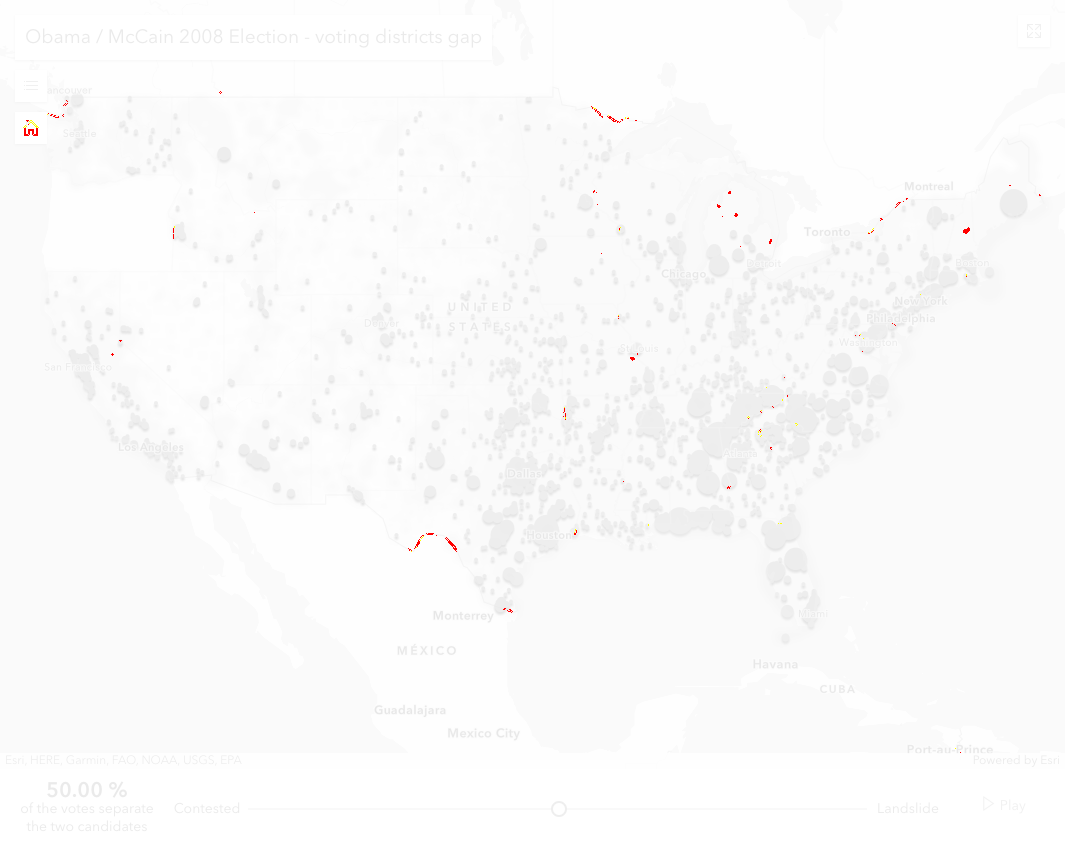 Obama / McCain 2008 Election - voting districts gap
Seattle
Montreal
Toronto
Boston
Chicago
New York
Philadelphia
Washington
UNITED
STATES
Denver
St Louis
San Francisco
Los Angeles
Dallas
Houston
Miami
Monterrey
MÉXICO
Havana
CUBA
Guadalajara
Mexico City
Port-au-Prince
Esri, HERE, Garmin, FAO, NOAA, USGS, EPA
Powered by Esri
50.00 %
of the votes separate
the two candidates
Contested
Landslide
Play